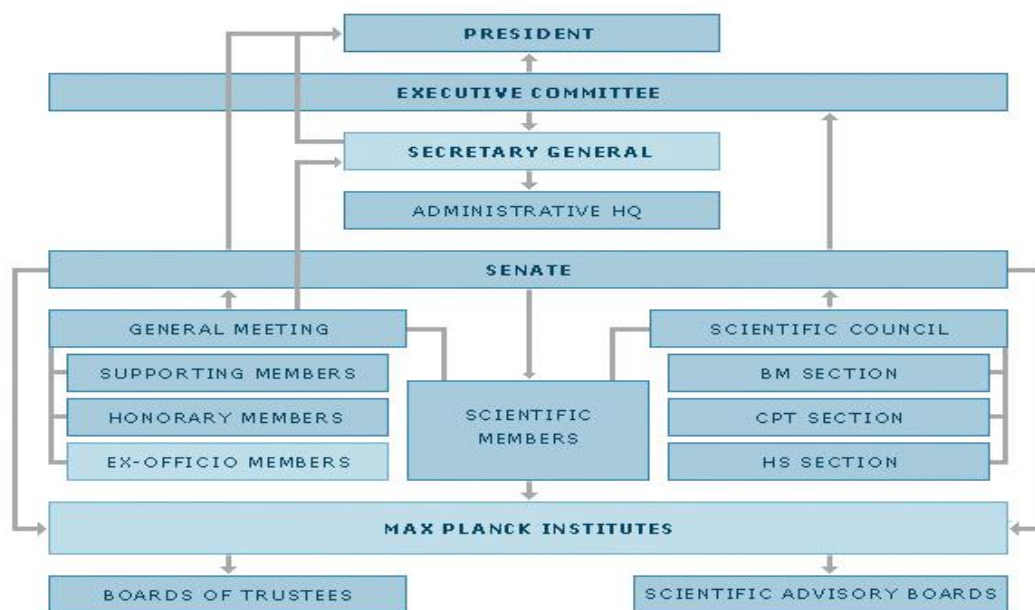 PRESIDENT
EXECUTIVE COMMITTEE
SECRETARY GENERAL
ADMINISTRATIVE HQ
SENATE
GENERAL MEETING
SUPPORTING MEMBERS
HONORARY MEMBERS
EX-OFFICIO MEMBERS
SCIENTIFIC
MEMBERS
SCIENTIFIC COUNCIL
BM SECTION
CPT SECTION
HS SECTION
MAX PLANCK INSTITUTES
BOARDS OF TRUSTEES
SCIENTIFIC ADVISORY BOARDS